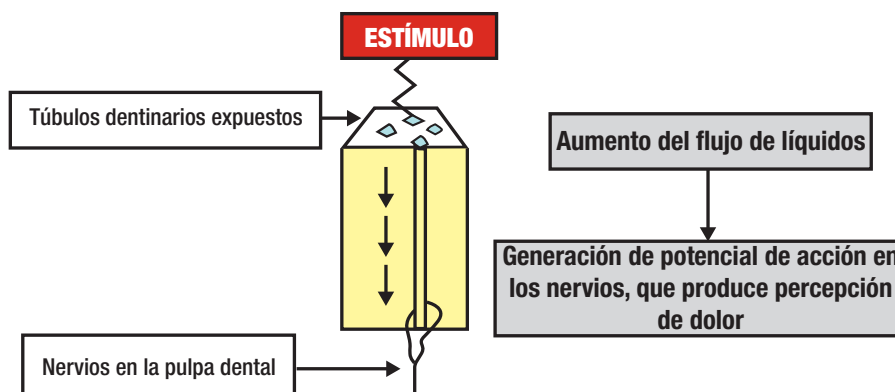 ESTÍMULO
Túbulos dentinarios expuestos
Aumento del flujo de líquidos
Generación de potencial de acción en
los nervios, que produce percepción
de dolor
Nervios en la pulpa dental